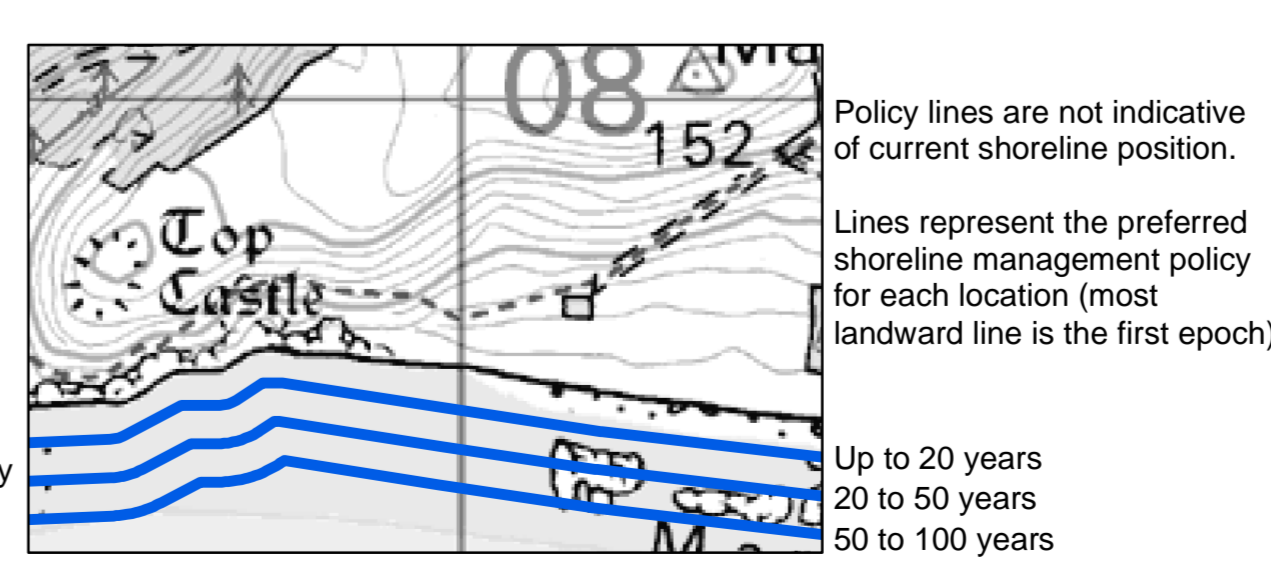 08
152
Top
Castle
Policy lines are not indicative
of current shoreline position.
Lines represent the preferred
shoreline management policy
for each location (most
landward line is the first epoch)
y
Up to 20 years
20 to 50 years
50 to 100 years